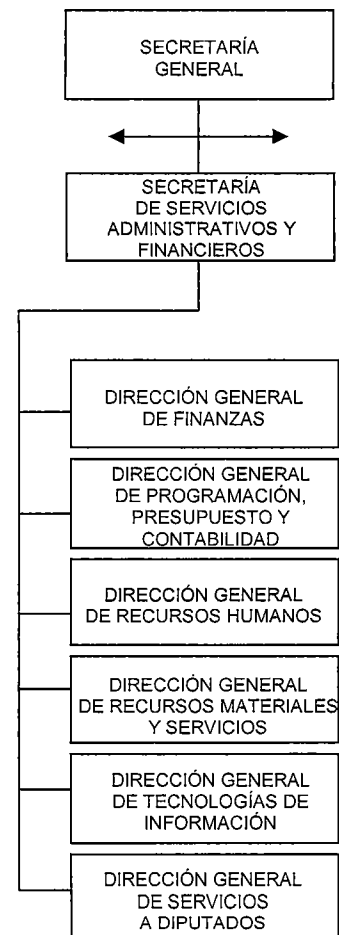 SECRETARÍA
GENERAL
SECRETARÍA
DE SERVICIOS
ADMINISTRATIVOS Y
FINANCIEROS
DIRECCIÓN GENERAL
DE FINANZAS
DIRECCIÓN GENERAL
DE PROGRAMACIÓN,
PRESUPUESTO Y
CONTABILIDAD
DIRECCIÓN GENERAL
DE RECURSOS HUMANOS
DIRECCIÓN GENERAL
DE RECURSOS MATERIALES
Y SERVICIOS
DIRECCIÓN GENERAL
DE TECNOLOGÍAS DE
INFORMACIÓN
DIRECCIÓN GENERAL
DE SERVICIOS
A DIPUTADOS